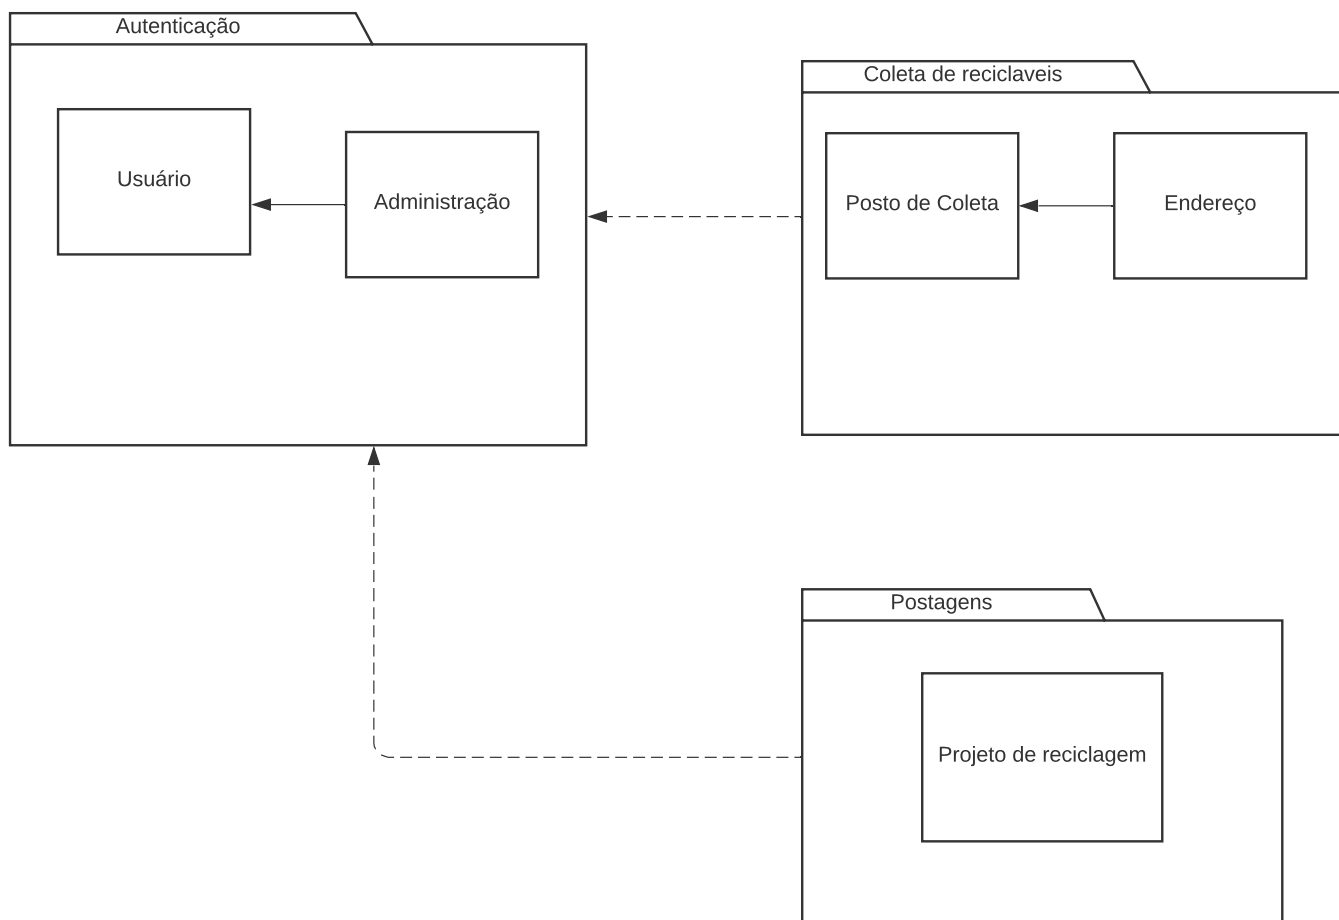 Autenticação
Usuário
Administração
Coleta de reciclaveis
Posto de Coleta
Endereço
Postagens
Projeto de reciclagem